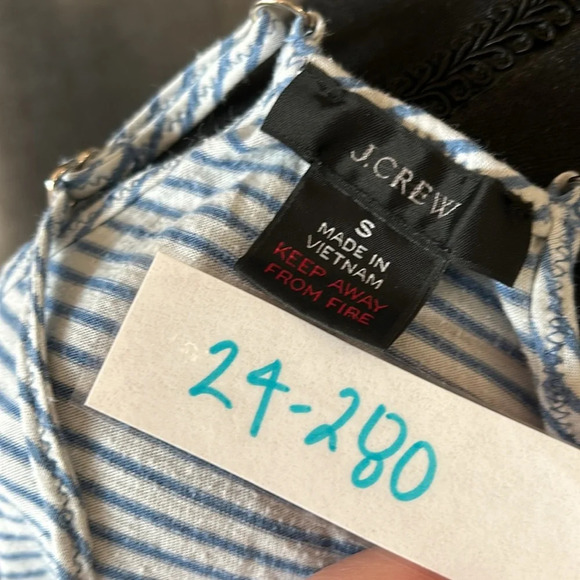 J.CREW
S
MADE IN
VIETNAM
KEEP AWAY
FROM FIRE
24-280